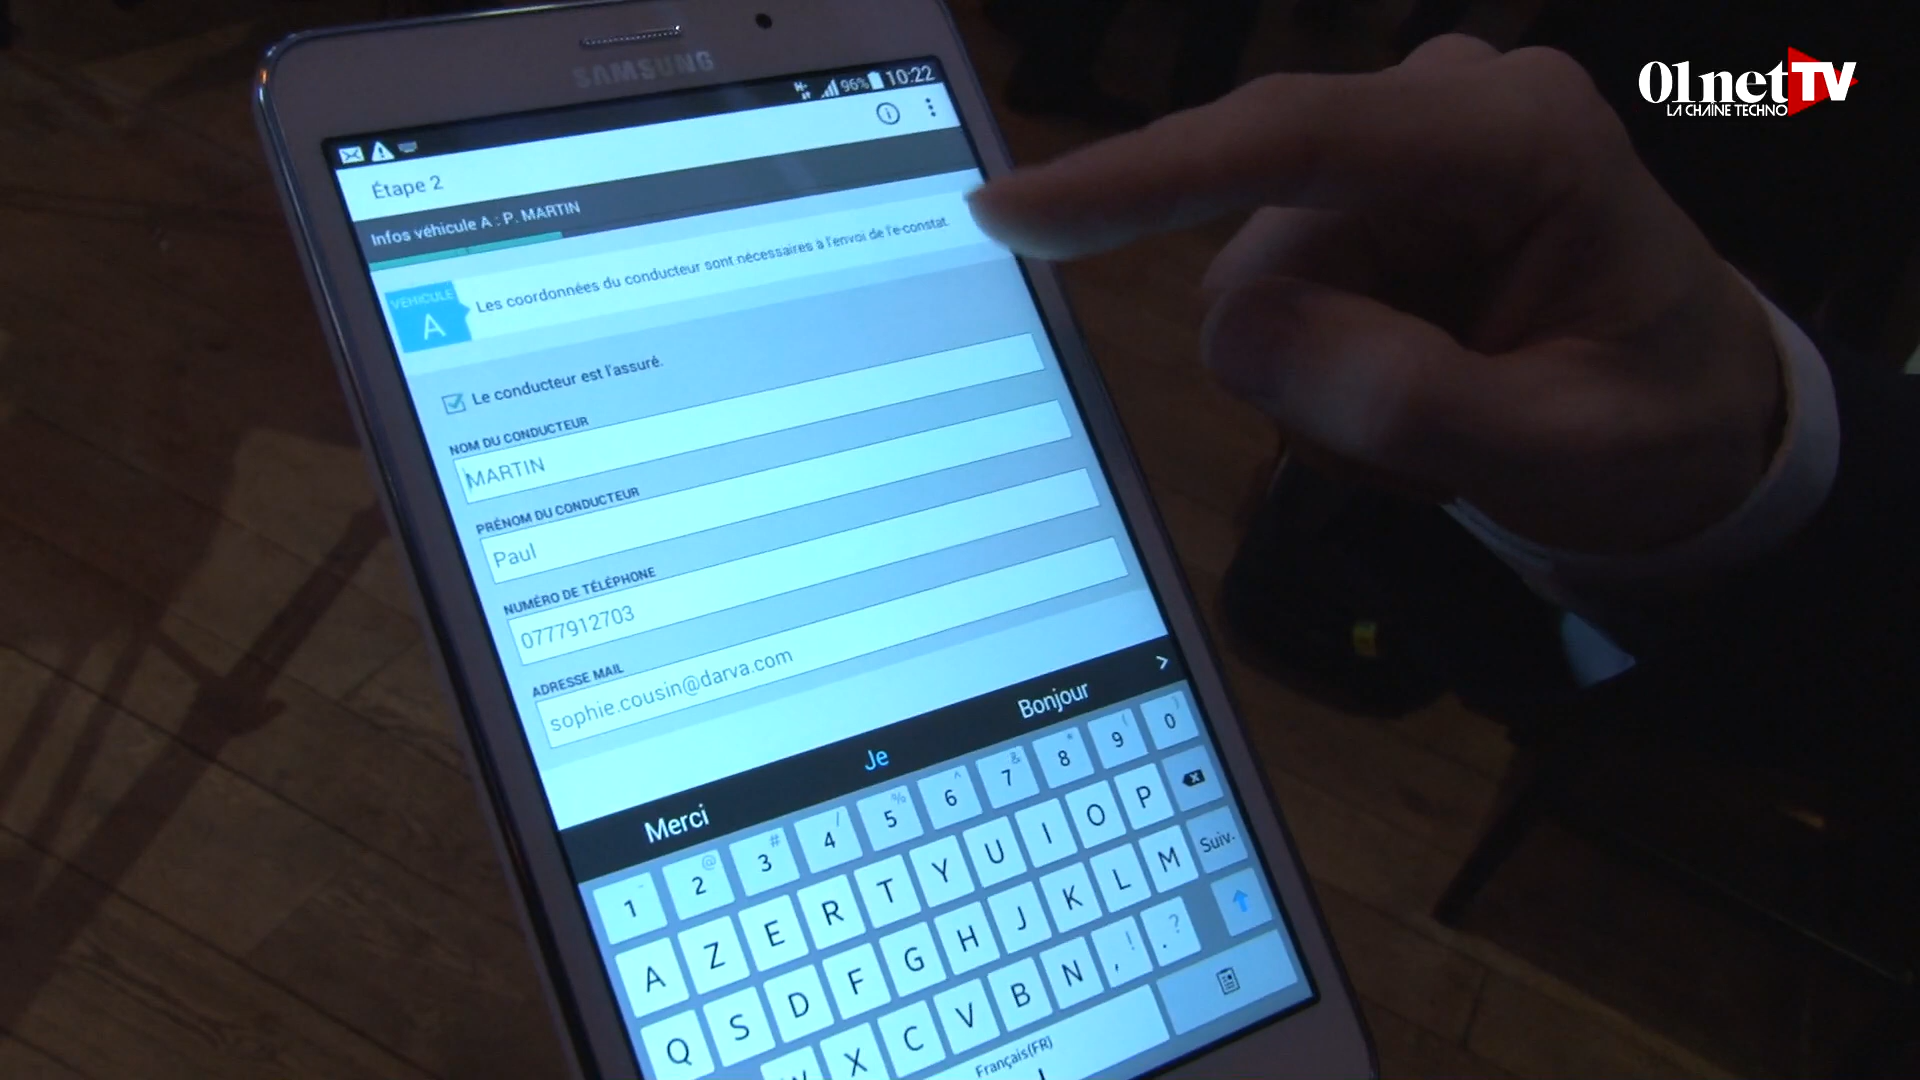 01netTV
LA CHAÎNE TECHNO
SAMSUNG
96% 10:22
Étape 2
Infos véhicule A : P. MARTIN
VÉHICULE
A
Les coordonnées du conducteur sont nécessaires à l'envoi de l'e-constat.
Le conducteur est l'assuré.
NOM DU CONDUCTEUR
MARTIN
PRÉNOM DU CONDUCTEUR
Paul
NUMÉRO DE TÉLÉPHONE
0777912703
ADRESSE MAIL
sophie.cousin@darva.com
Merci Je Bonjour >
1 2 @ 3 # 4 / 5 % 6 ^ 7 & 8 * 9 ( 0 )
A Z E R T Y U I O P
Q S D F G H J K L M Suiv.
X C V B N , ! . ?
Français(FR)